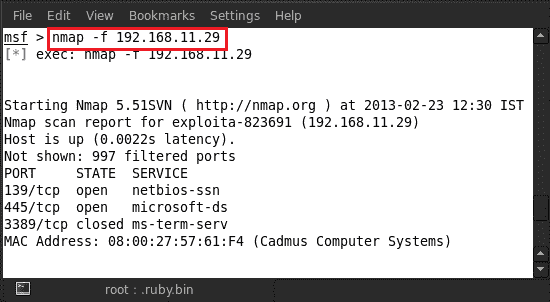 File Edit View Bookmarks Settings Help
msf > nmap -f 192.168.11.29
[*] exec: nmap -f 192.168.11.29
Starting Nmap 5.51SVN ( http://nmap.org ) at 2013-02-23 12:30 IST
Nmap scan report for exploita-823691 (192.168.11.29)
Host is up (0.0022s latency).
Not shown: 997 filtered ports
PORT STATE SERVICE
139/tcp open netbios-ssn
445/tcp open microsoft-ds
3389/tcp closed ms-term-serv
MAC Address: 08:00:27:57:61:F4 (Cadmus Computer Systems)
root : .ruby.bin